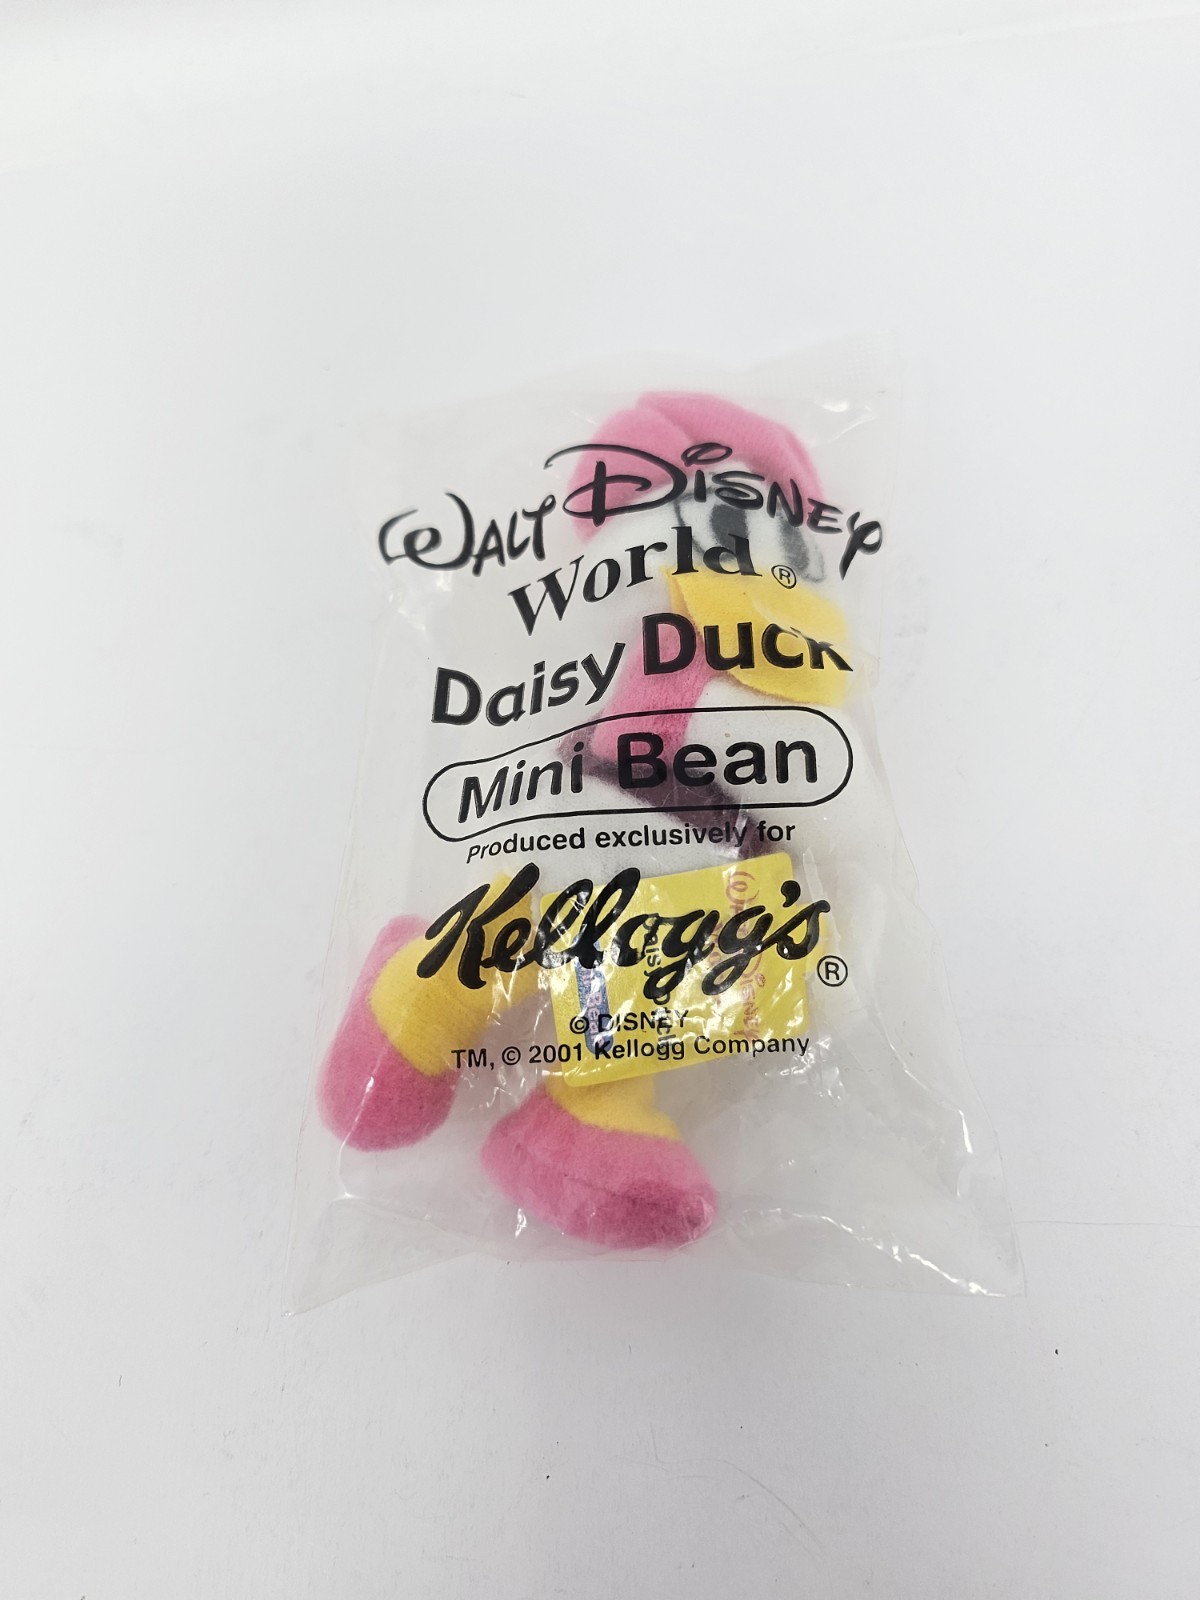 WALT DISNEY
World®
Daisy Duck
Mini Bean
Produced exclusively for
Kellogg's®
© DISNEY
TM, © 2001 Kellogg Company